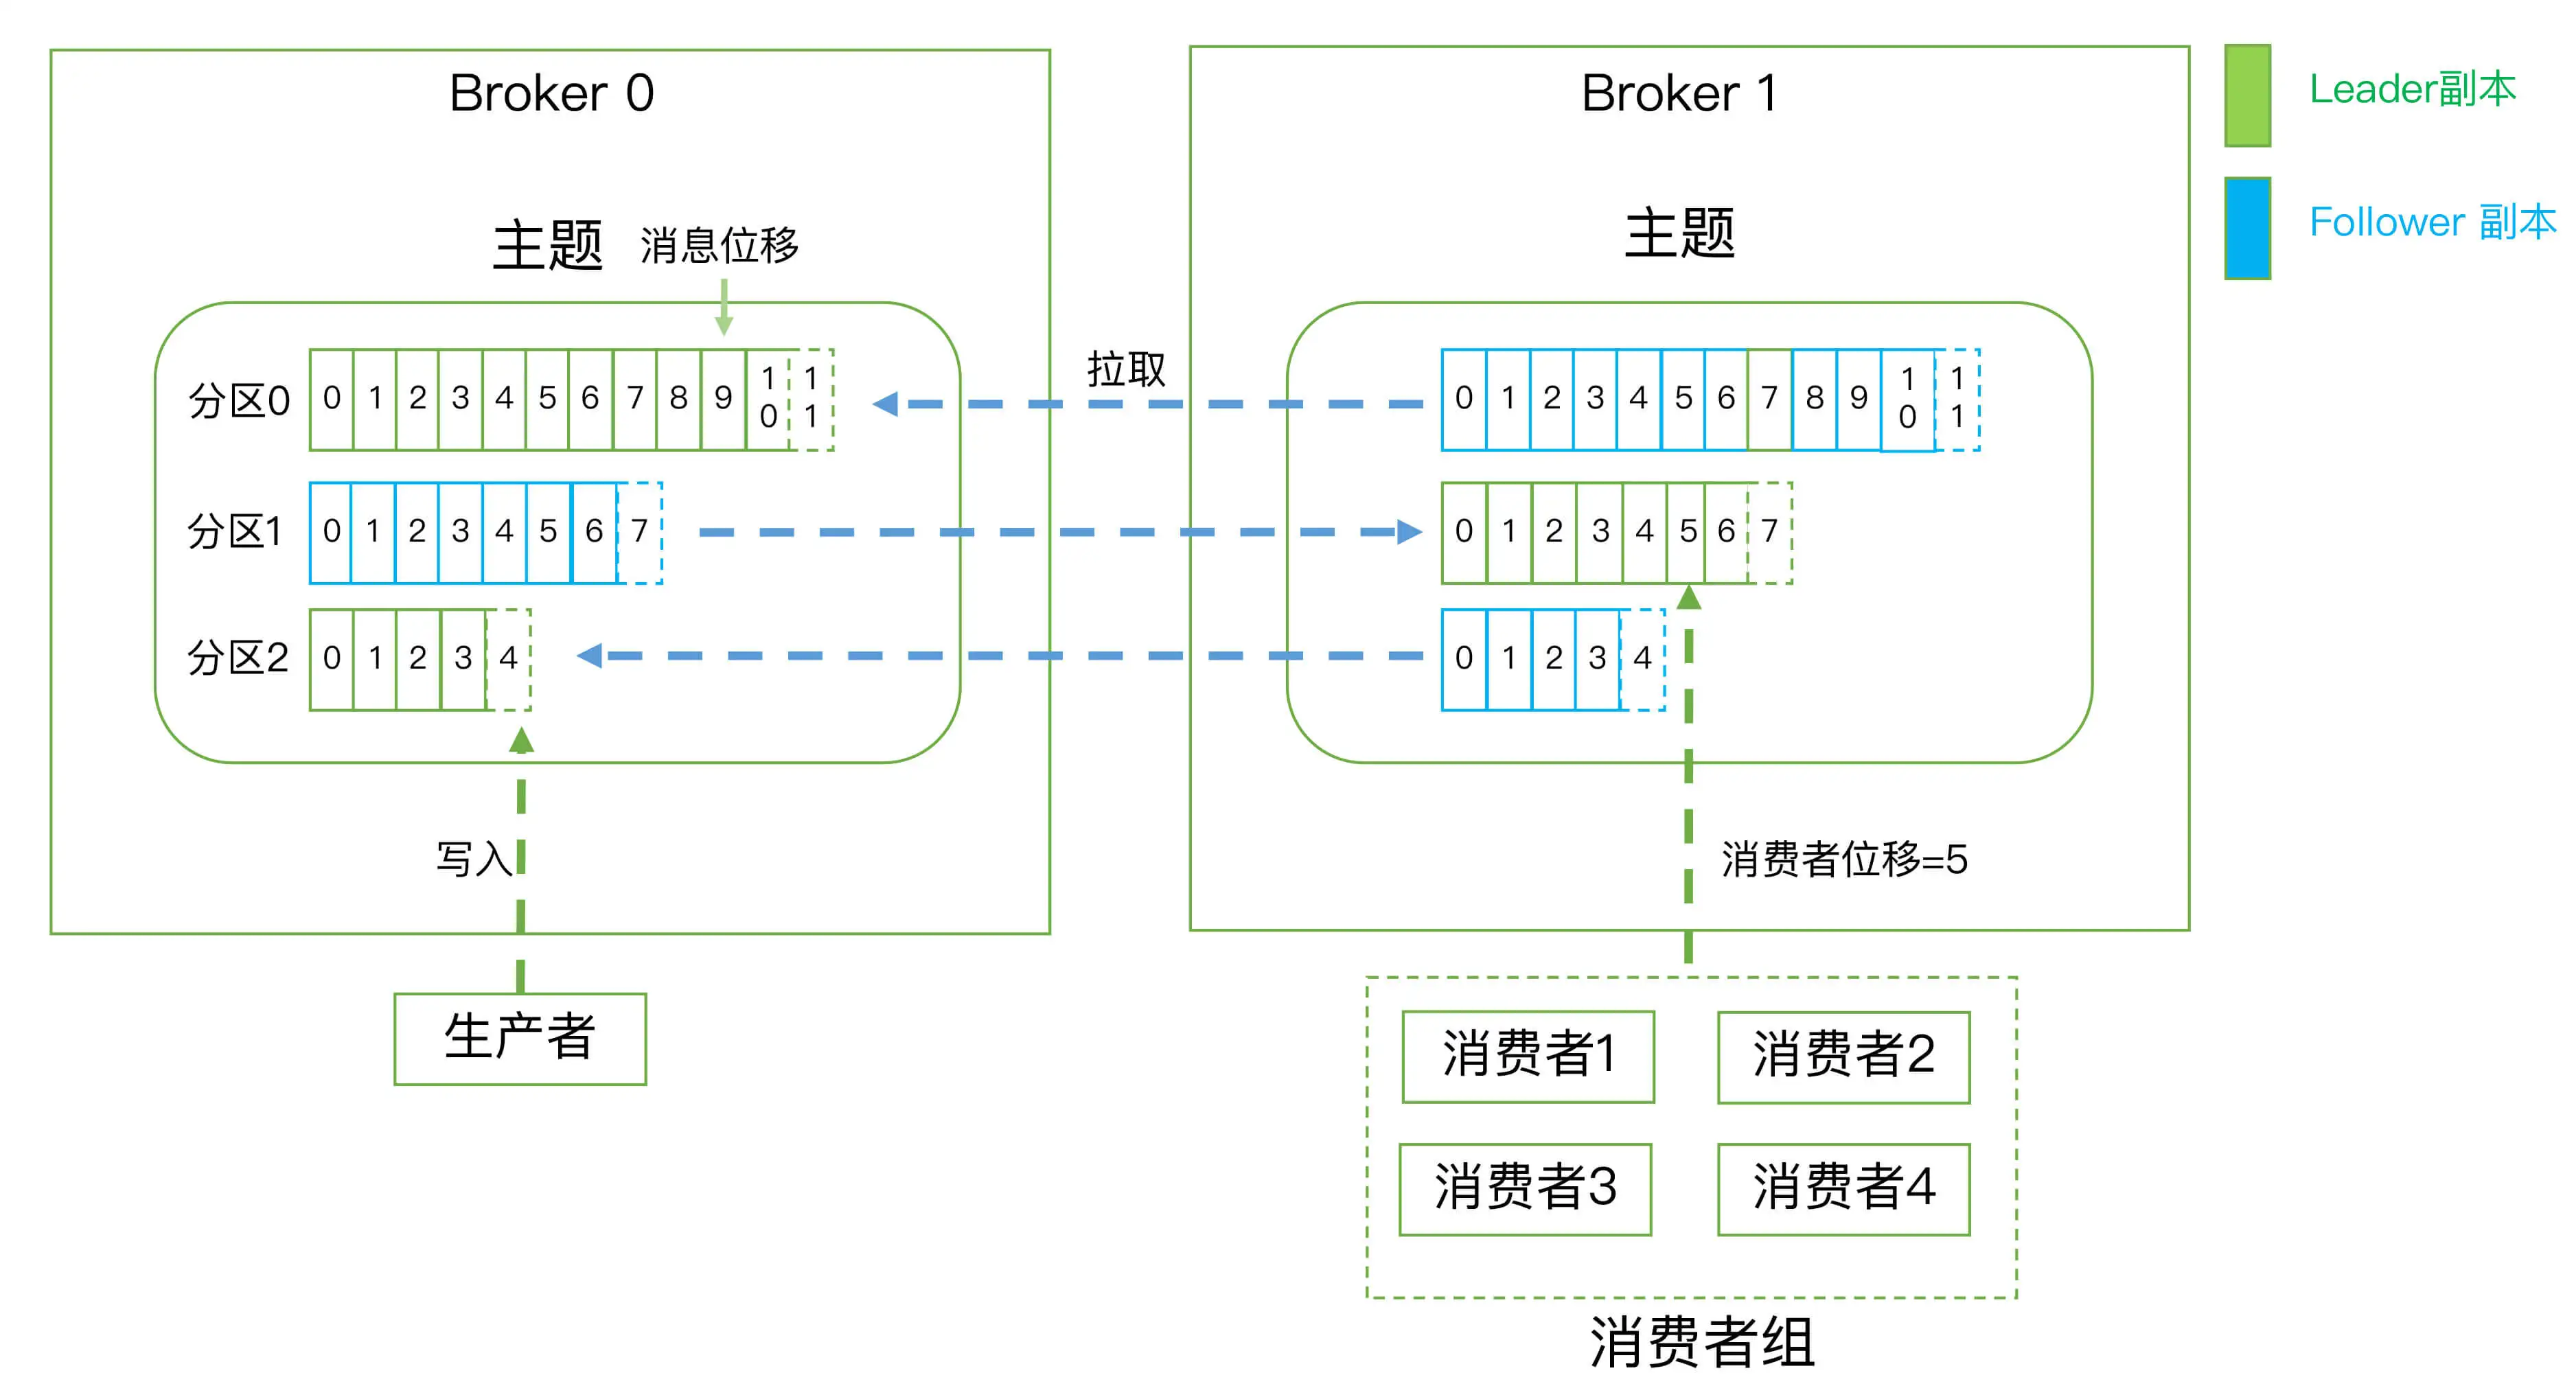 Broker 0
Broker 1
Leader副本
Follower 副本
主题
消息位移
主题
分区0
0 1 2 3 4 5 6 7 8 9 10 11
拉取
0 1 2 3 4 5 6 7 8 9 10 11
分区1
0 1 2 3 4 5 6 7
0 1 2 3 4 5 6 7
分区2
0 1 2 3 4
0 1 2 3 4
写入
消费者位移=5
生产者
消费者1
消费者2
消费者3
消费者4
消费者组